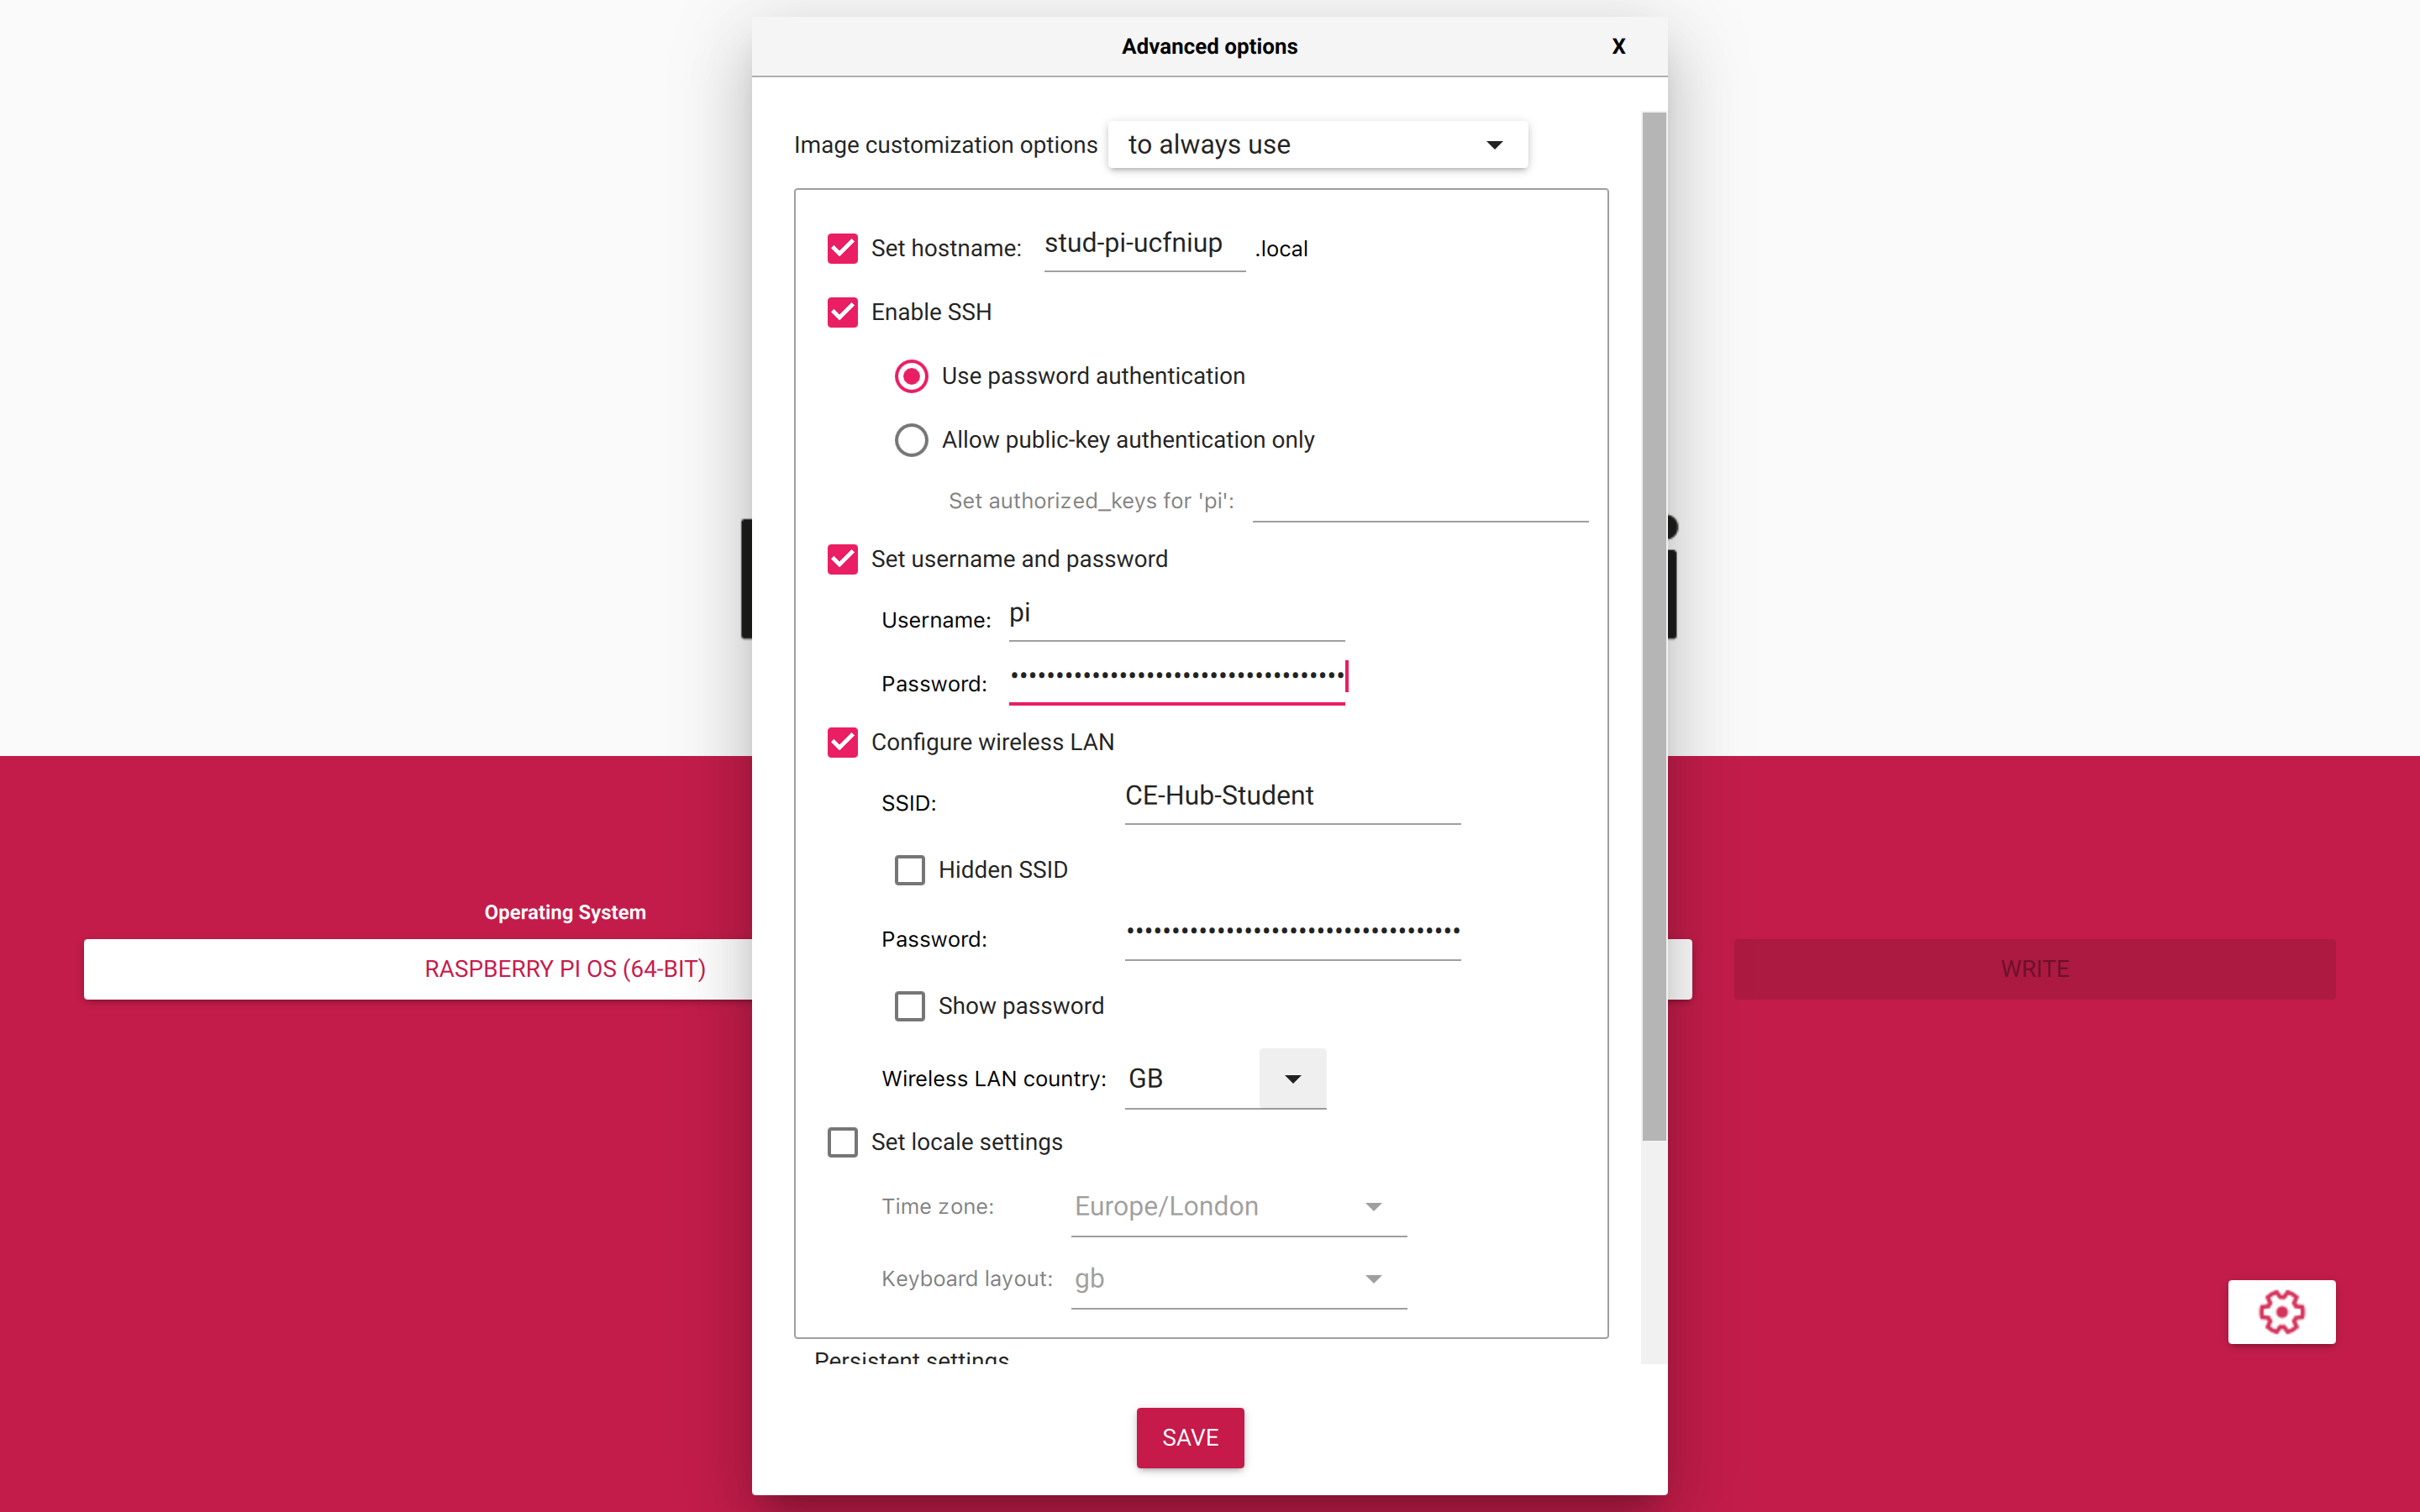 Advanced options X
Image customization options to always use
Set hostname: stud-pi-ucfniup .local
Enable SSH
Use password authentication
Allow public-key authentication only
Set authorized_keys for 'pi':
Set username and password
Username: pi
Password: •••••••••••••••••••••••••••••••••••••
Configure wireless LAN
SSID: CE-Hub-Student
Hidden SSID
Password: •••••••••••••••••••••••••••••••••••••
Show password
Wireless LAN country: GB
Set locale settings
Time zone: Europe/London
Keyboard layout: gb
Persistent settings
SAVE
Operating System
RASPBERRY PI OS (64-BIT)
WRITE